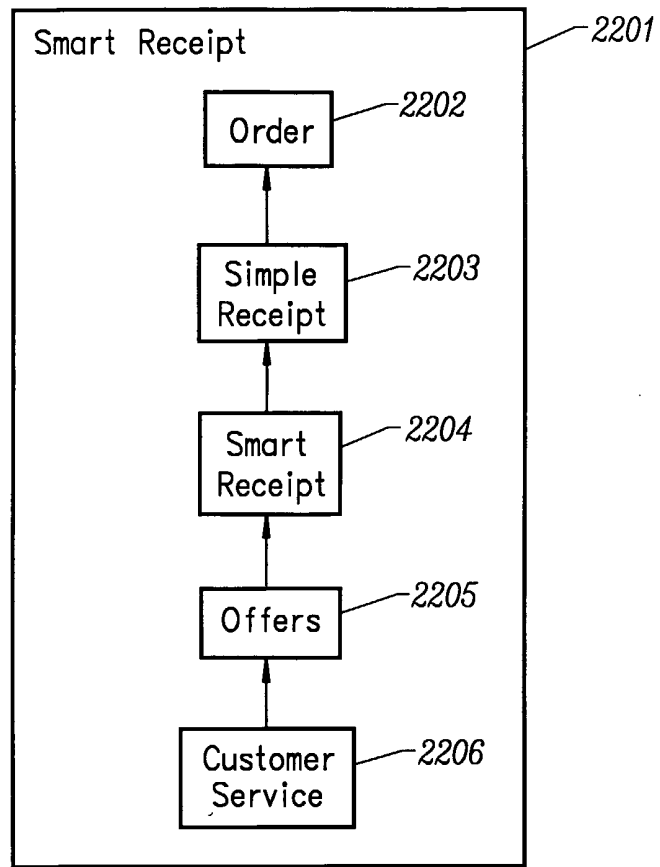 Smart Receipt
2201
Order
2202
Simple
Receipt
2203
Smart
Receipt
2204
Offers
2205
Customer
Service
2206